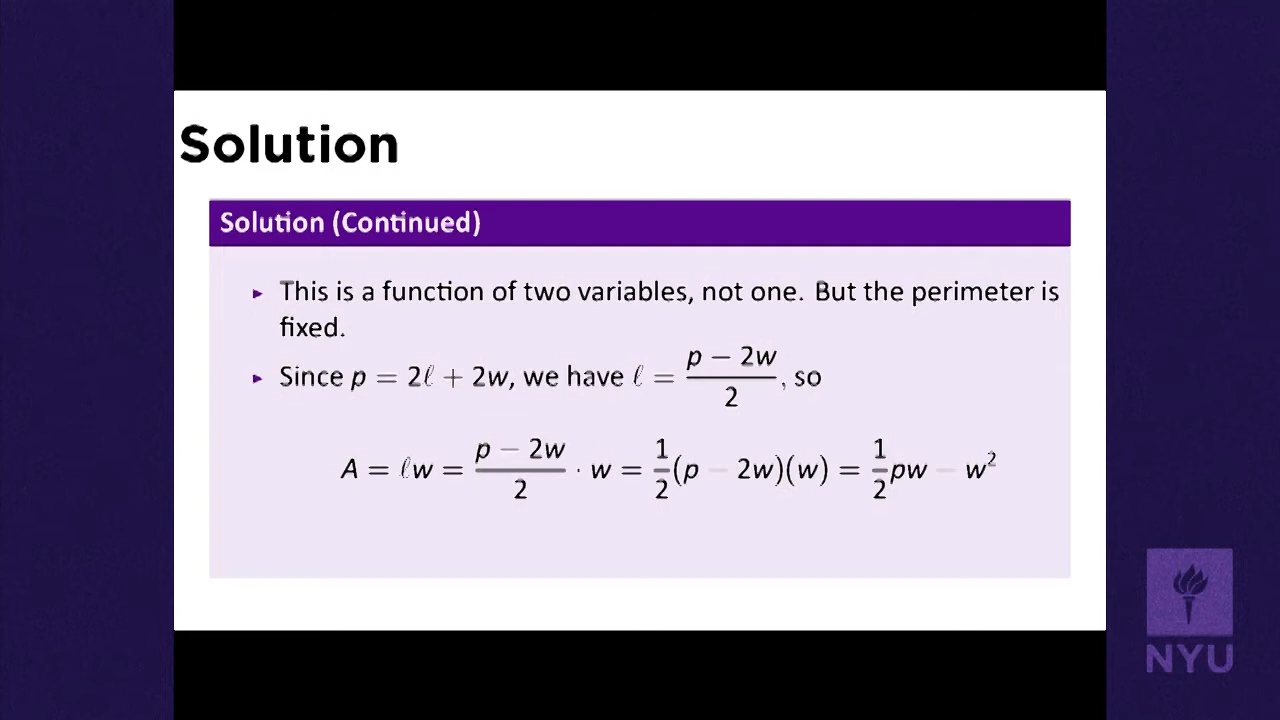 Solution
Solution (Continued)
▸ This is a function of two variables, not one. But the perimeter is
fixed.
▸ Since p = 2ℓ + 2w, we have ℓ = (p − 2w)/2, so
A = ℓw = (p − 2w)/2 · w = 1/2(p − 2w)(w) = 1/2pw − w²
NYU